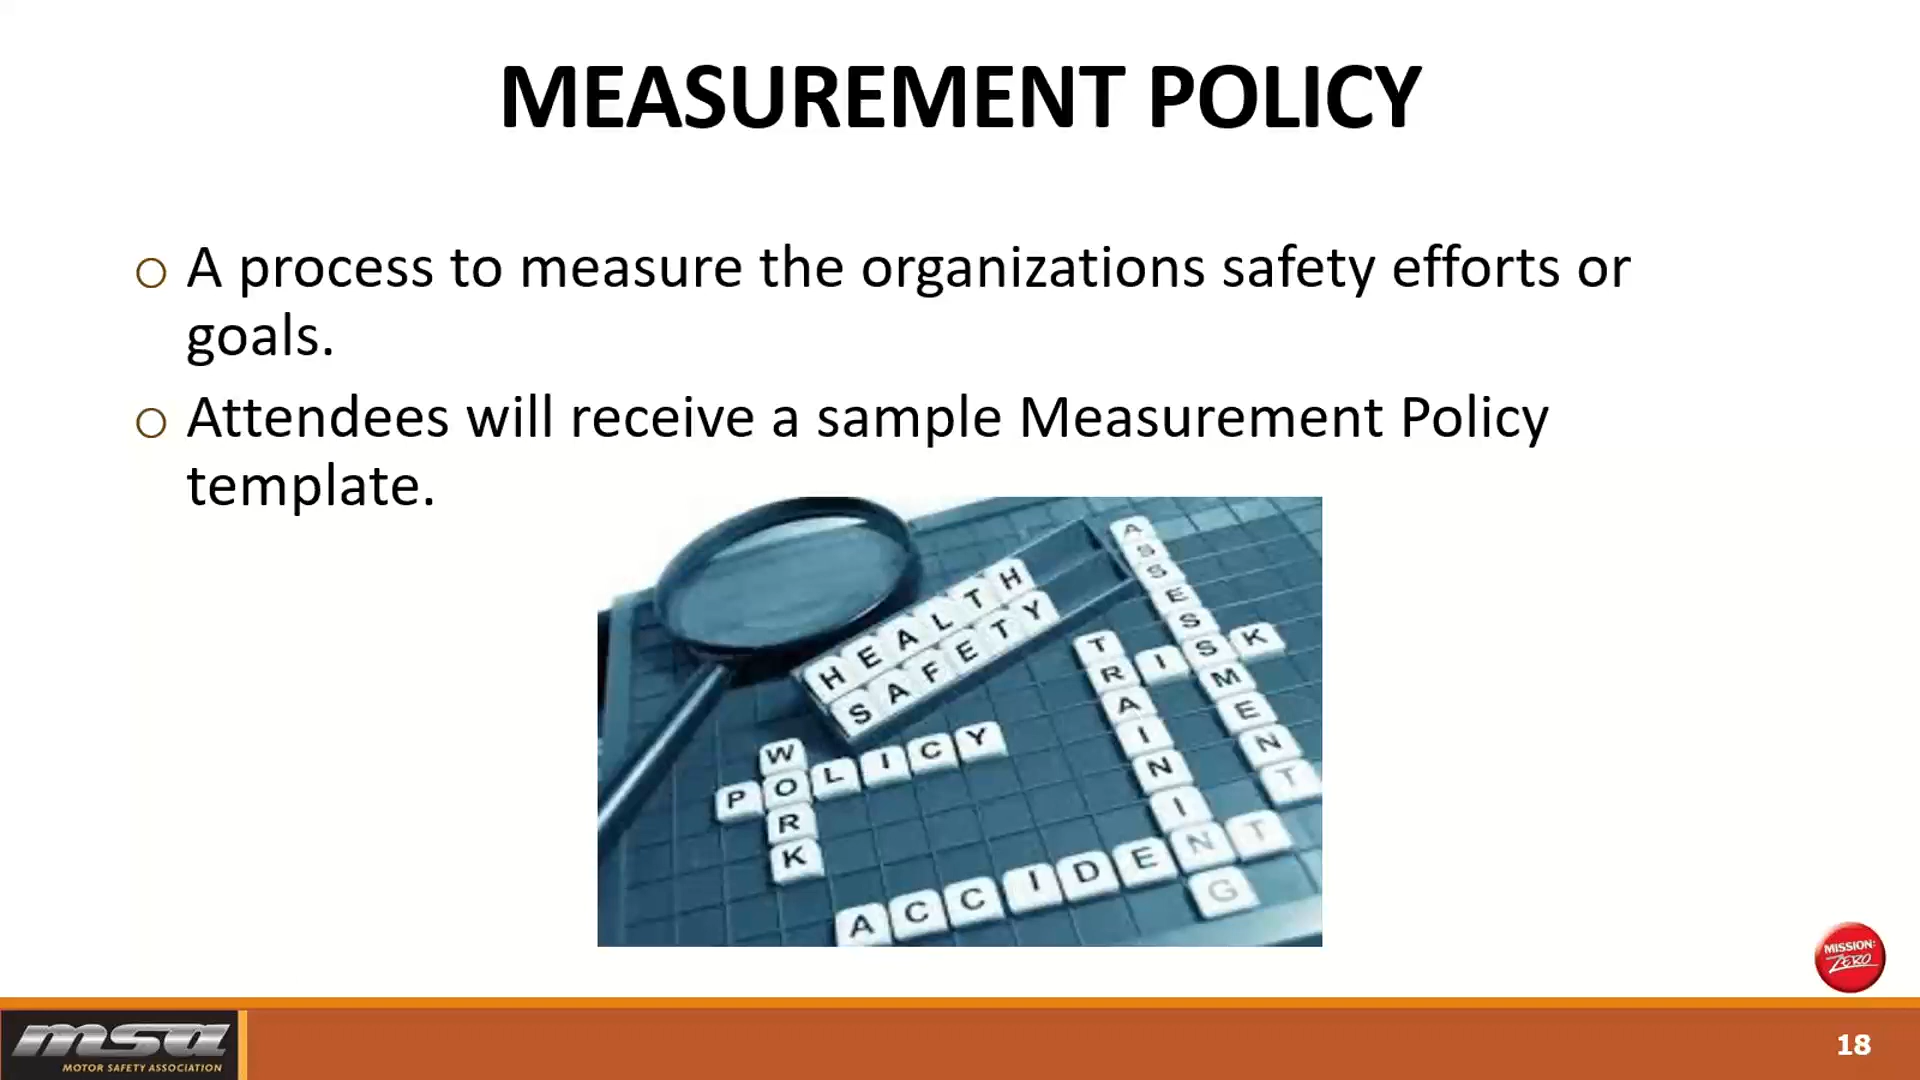 MEASUREMENT POLICY
o A process to measure the organizations safety efforts or
goals.
o Attendees will receive a sample Measurement Policy
template.
HEALTH
SAFETY
ASSESSMENT
TRAINING
RISK
WORK
POLICY
ACCIDENT
MISSION:
ZERO
msa
MOTOR SAFETY ASSOCIATION
18